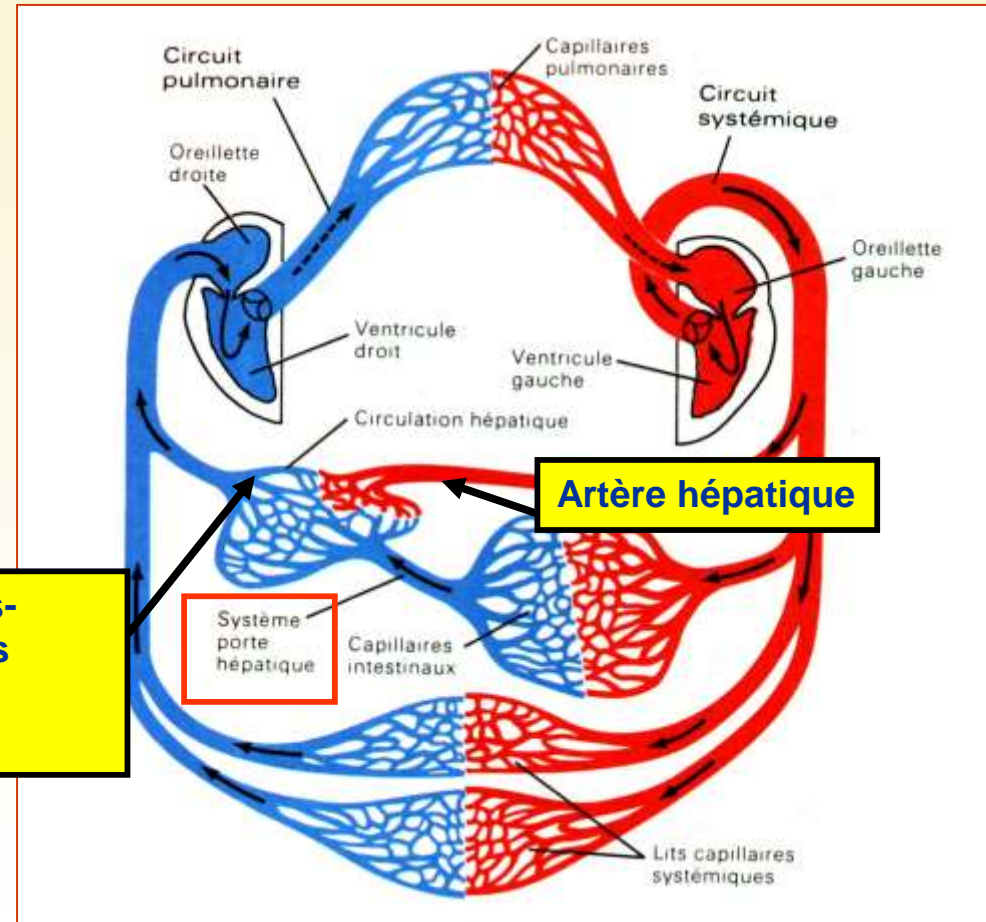 Circuit
pulmonaire
Capillaires
pulmonaires
Circuit
systémique
Oreillette
droite
Oreillette
gauche
Ventricule
droit
Ventricule
gauche
Circulation hépatique
Artère hépatique
s-
s
Système
porte
hépatique
Capillaires
intestinaux
Lits capillaires
systémiques